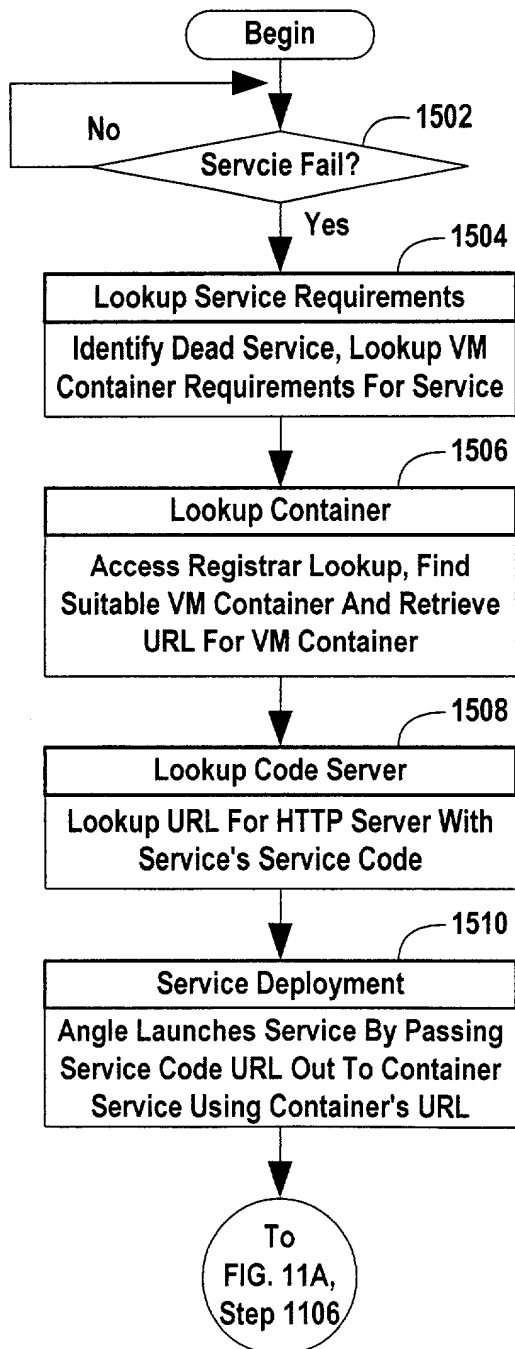 Begin
No
1502
Servcie Fail?
Yes
1504
Lookup Service Requirements
Identify Dead Service, Lookup VM
Container Requirements For Service
1506
Lookup Container
Access Registrar Lookup, Find
Suitable VM Container And Retrieve
URL For VM Container
1508
Lookup Code Server
Lookup URL For HTTP Server With
Service's Service Code
1510
Service Deployment
Angle Launches Service By Passing
Service Code URL Out To Container
Service Using Container's URL
To
FIG. 11A,
Step 1106